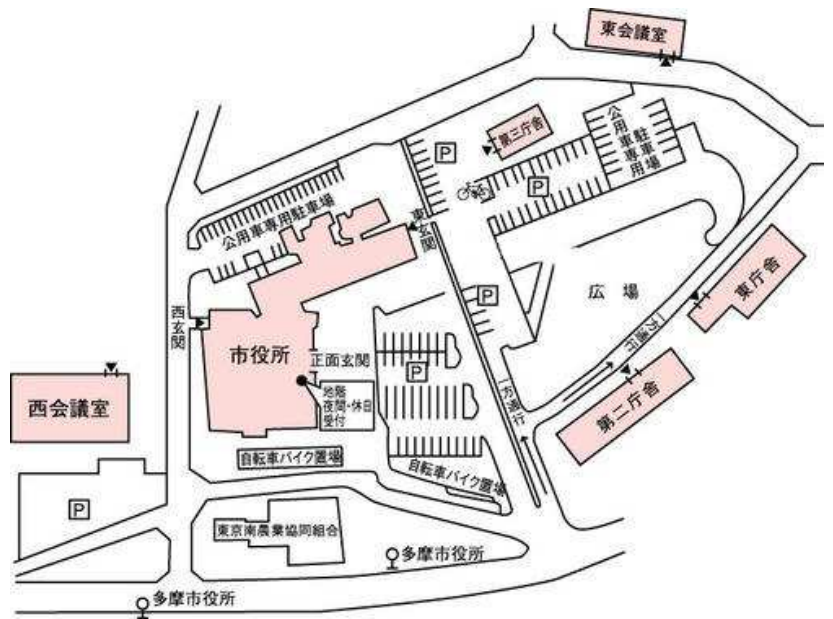 東会議室
第三庁舎
公用車専用
駐車場
P
P
公用車専用駐車場
東玄関
P
広場
東庁舎
一方通行
西玄関
市役所
正面玄関
P
地階
夜間・休日
受付
一方通行
第二庁舎
西会議室
自転車バイク置場
自転車バイク置場
P
東京南農業協同組合
多摩市役所
多摩市役所